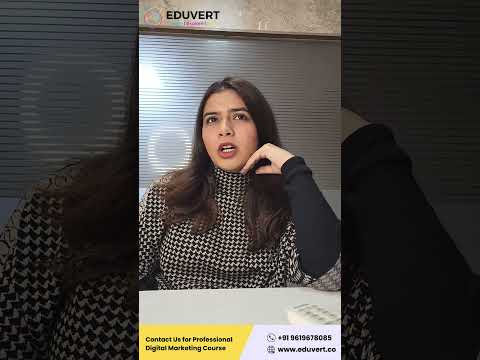 EDUVERT
Contact Us for Professional
Digital Marketing Course
+91 9619678085
www.eduvert.co